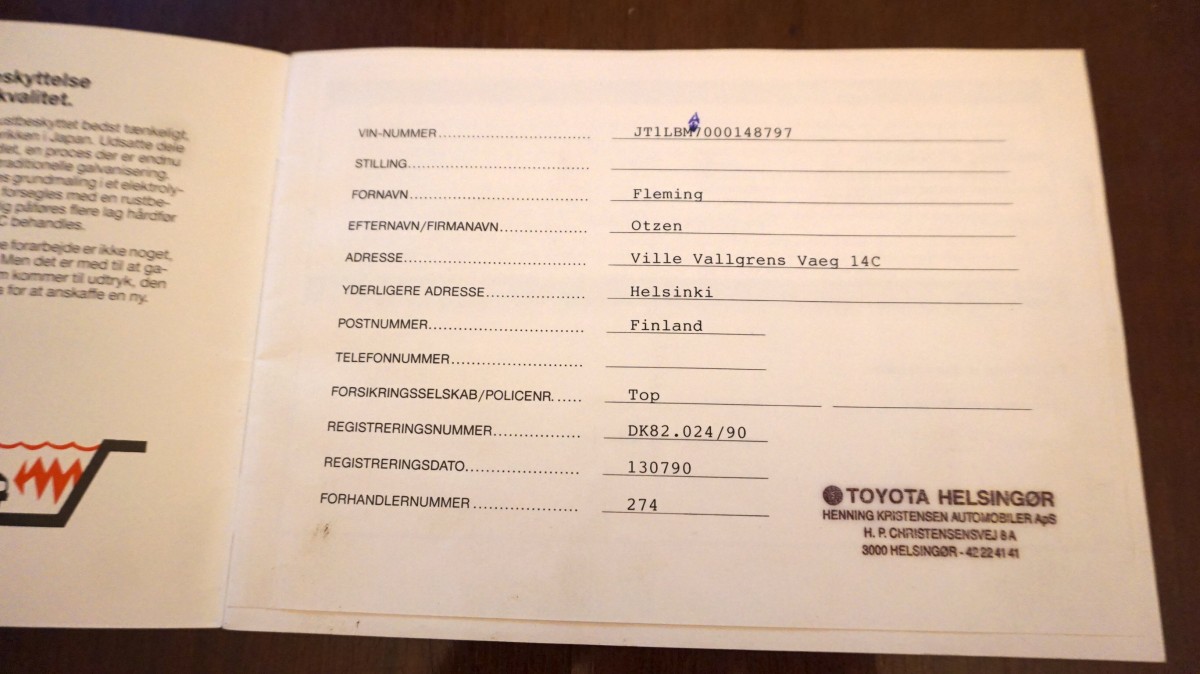 eskyttelse
kvalitet.
ustbeskyttet bedst tænkeligt,
rikken i Japan. Udsatte dele
det, en proces der er endnu
traditionelle galvanisering.
s grundmaling i et elektroly-
forsegles med en rustbe-
ig påføres flere lag hårdfør
C behandles.
e forarbejde er ikke noget,
Men det er med til at ga-
m kommer til udtryk, den
a for at anskaffe en ny.
VIN-NUMMER JT1LBM7000148797
STILLING
FORNAVN Fleming
EFTERNAVN/FIRMANAVN Otzen
ADRESSE Ville Vallgrens Vaeg 14C
YDERLIGERE ADRESSE Helsinki
POSTNUMMER Finland
TELEFONNUMMER
FORSIKRINGSSELSKAB/POLICENR. Top
REGISTRERINGSNUMMER DK82.024/90
REGISTRERINGSDATO 130790
FORHANDLERNUMMER 274
TOYOTA HELSINGØR
HENNING KRISTENSEN AUTOMOBILER ApS
H. P. CHRISTENSENSVEJ 8A
3000 HELSINGØR - 42 22 41 41